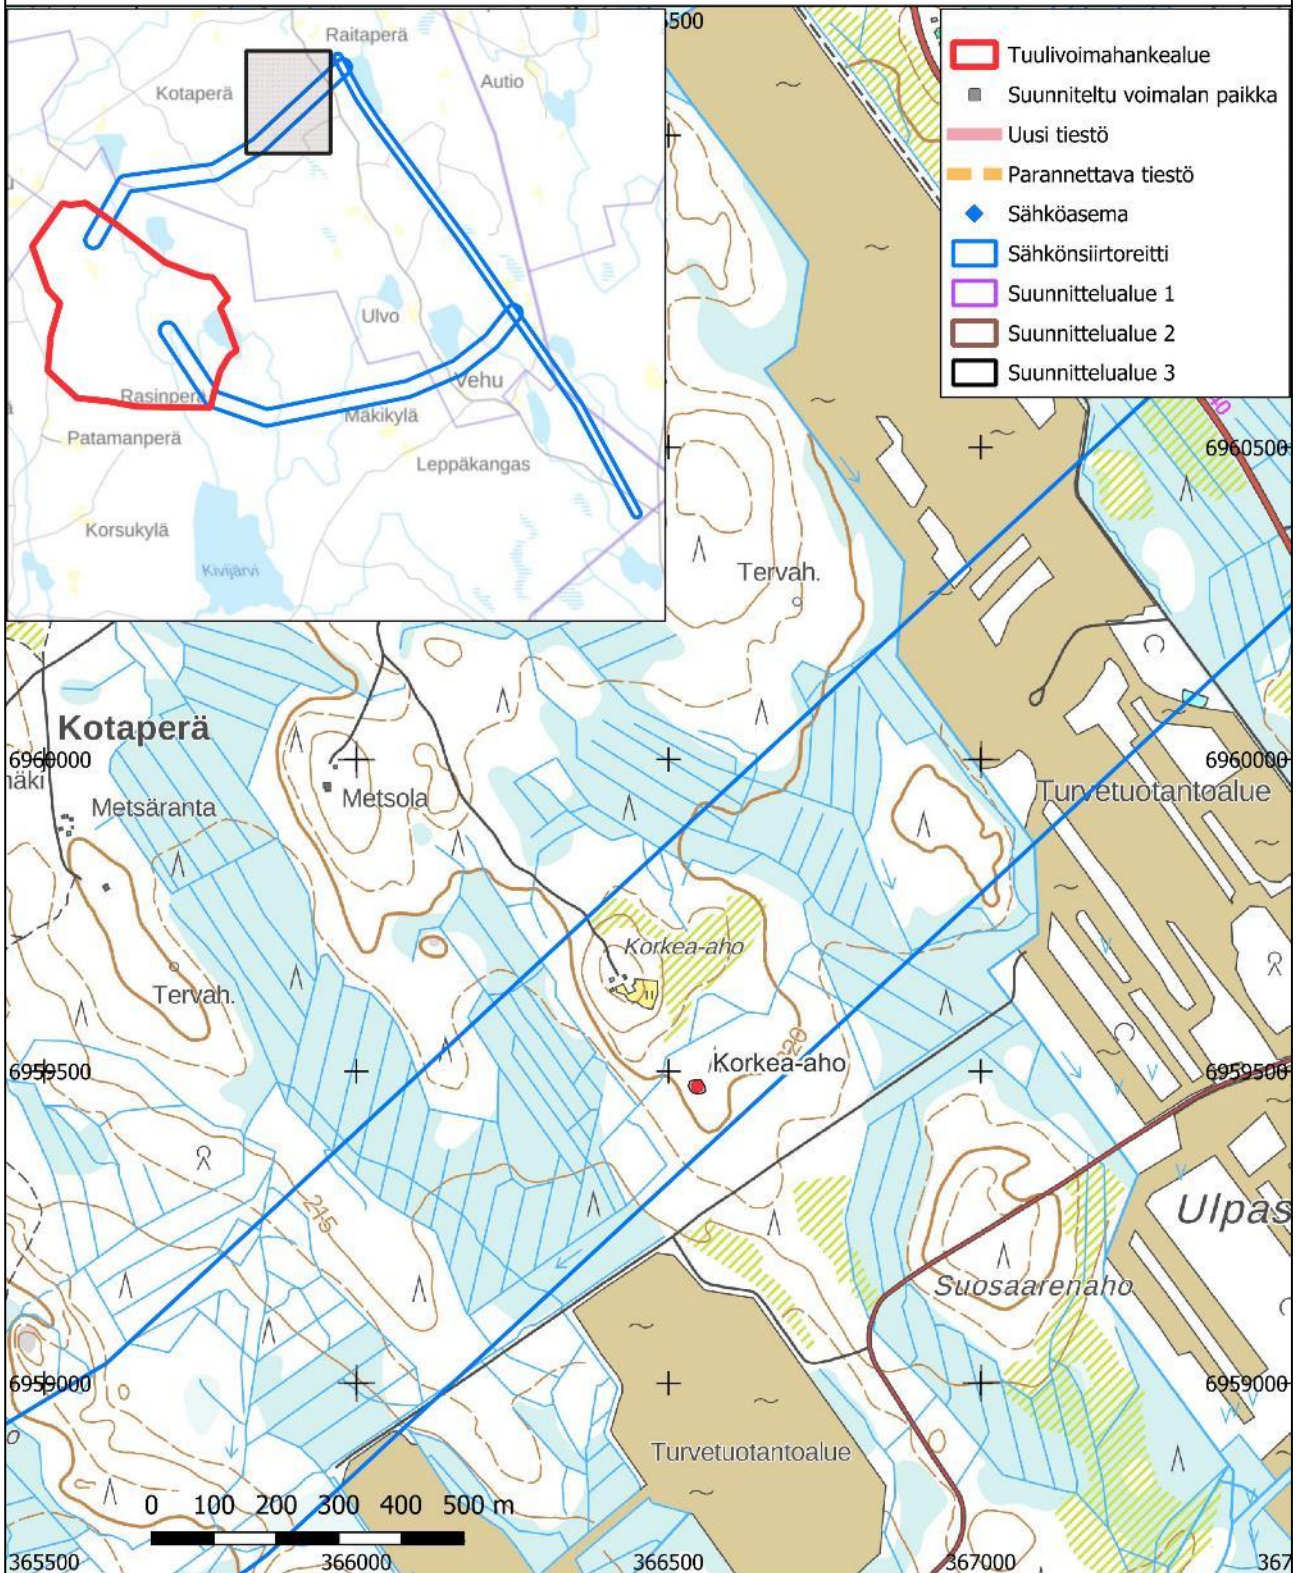 Raitaperä
Autio
Kotaperä
Ulvo
Vehu
Rasinperä
Mäkikylä
Patamanperä
Leppäkangas
Korsukylä
Kivijärvi
Tuulivoimahankealue
Suunniteltu voimalan paikka
Uusi tiestö
Parannettava tiestö
Sähköasema
Sähkönsiirtoreitti
Suunnittelualue 1
Suunnittelualue 2
Suunnittelualue 3
6960500
Tervah.
Kotaperä
6960000
6960000
Metsäranta
Metsola
Turvetuotantoalue
Korkea-aho
Tervah.
Korkea-aho
6959500
6959500
215
Ulpas
Suosaarenaho
6959000
6959000
Turvetuotantoalue
0 100 200 300 400 500 m
365500
366000
366500
367000